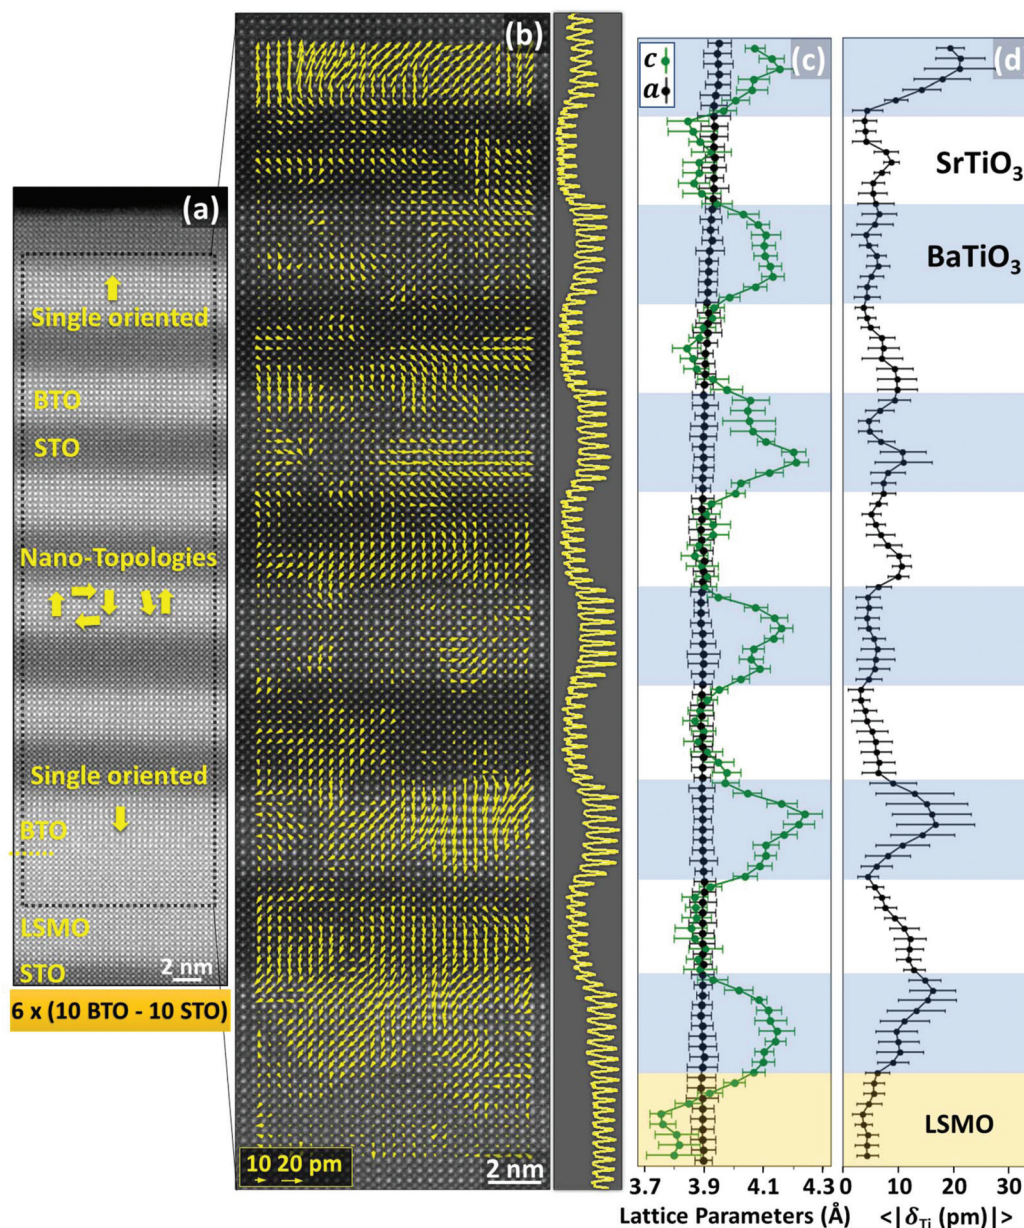 (a)
Single oriented
BTO
STO
Nano-Topologies
Single oriented
BTO
LSMO
STO
2 nm
6 x (10 BTO - 10 STO)
(b)
10 20 pm
2 nm
c
a
(c)
3.7 3.9 4.1 4.3
Lattice Parameters (Å)
(d)
SrTiO₃
BaTiO₃
LSMO
0 10 20 30
<|δ_Ti (pm)|>